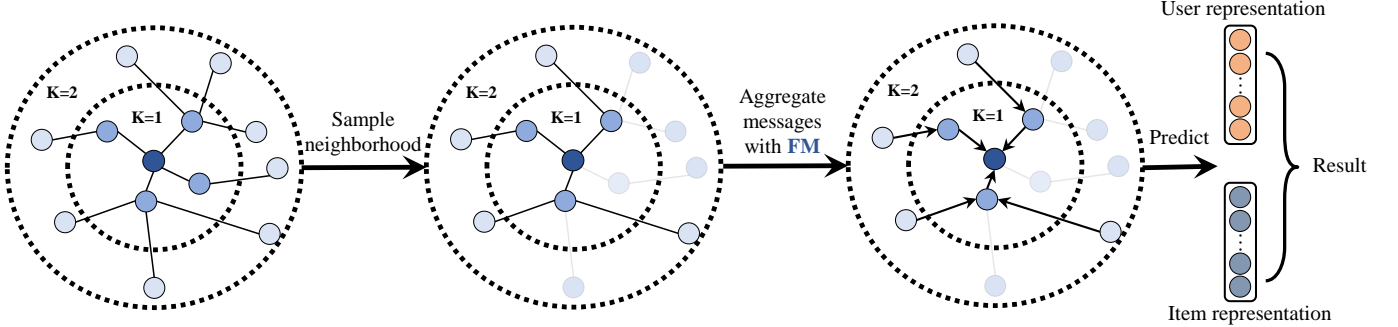 K=2
K=1
Sample
neighborhood
K=2
K=1
Aggregate
messages
with FM
K=2
K=1
Predict
User representation
Result
Item representation